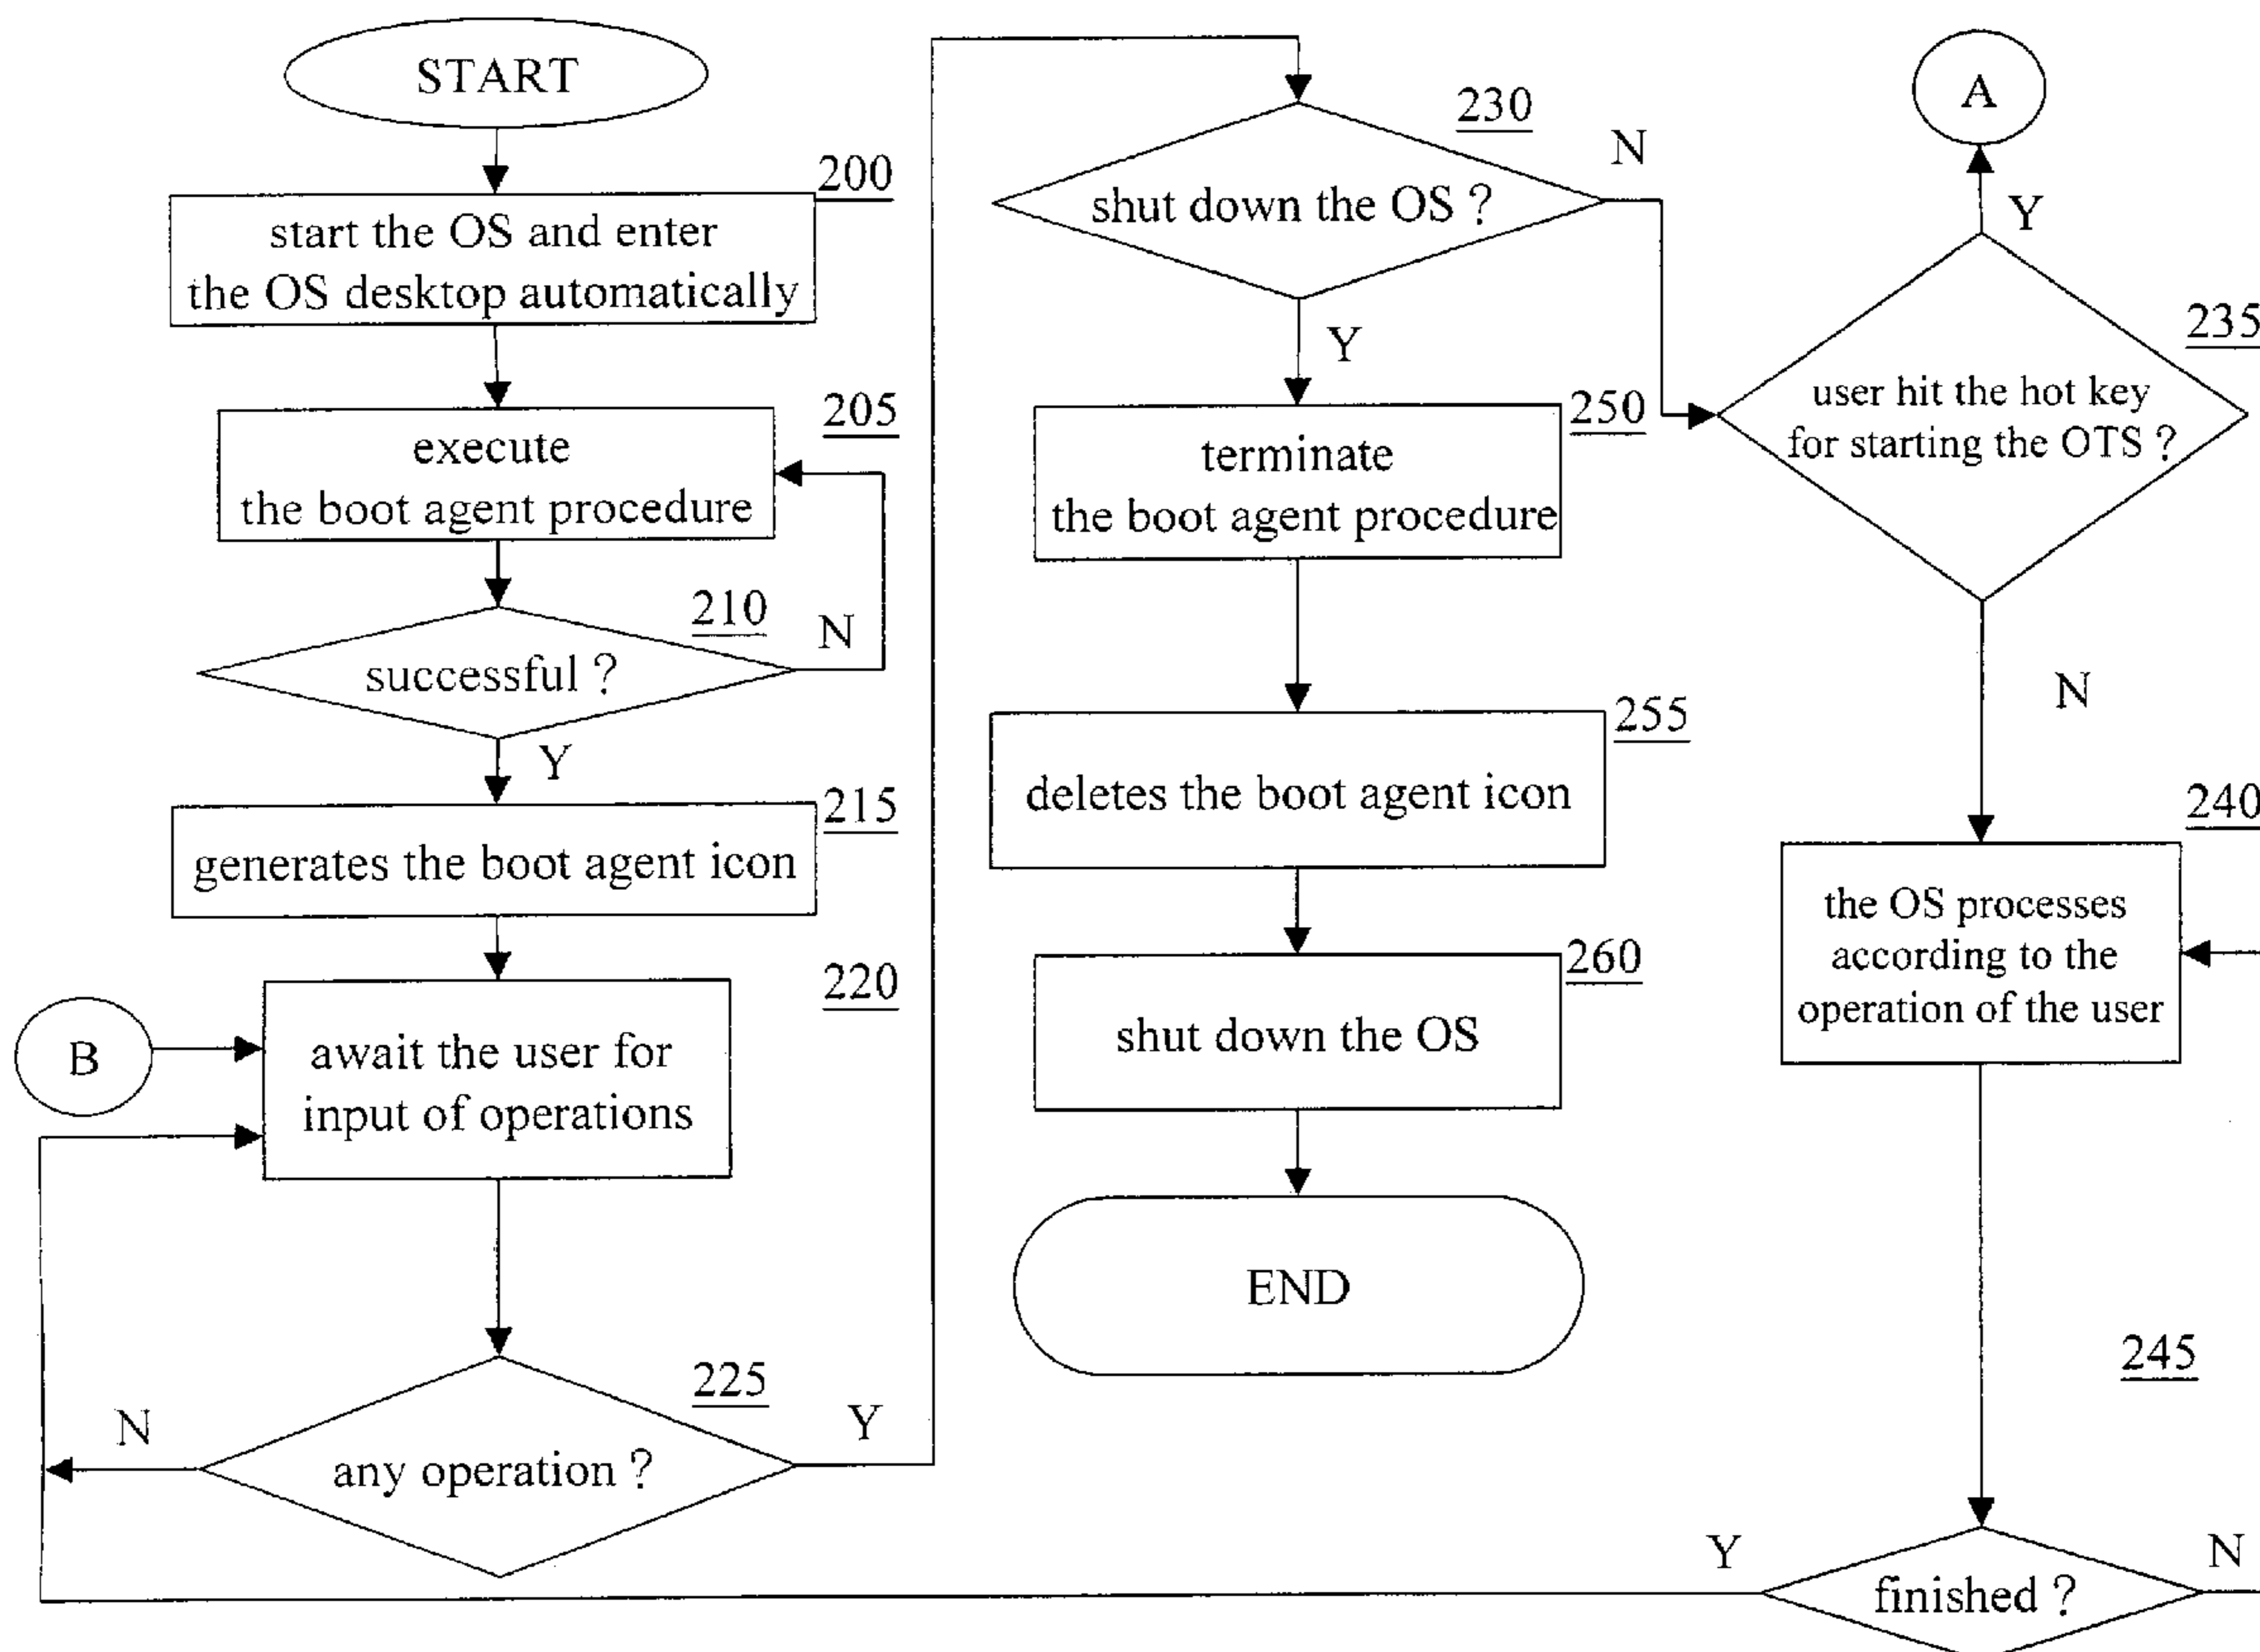 START
200
start the OS and enter
the OS desktop automatically
205
execute
the boot agent procedure
210
N
successful ?
Y
215
generates the boot agent icon
220
B
await the user for
input of operations
225
N
Y
any operation ?
230
N
shut down the OS ?
Y
250
terminate
the boot agent procedure
255
deletes the boot agent icon
260
shut down the OS
END
A
Y
235
user hit the hot key
for starting the OTS ?
N
240
the OS processes
according to the
operation of the user
245
Y
N
finished ?